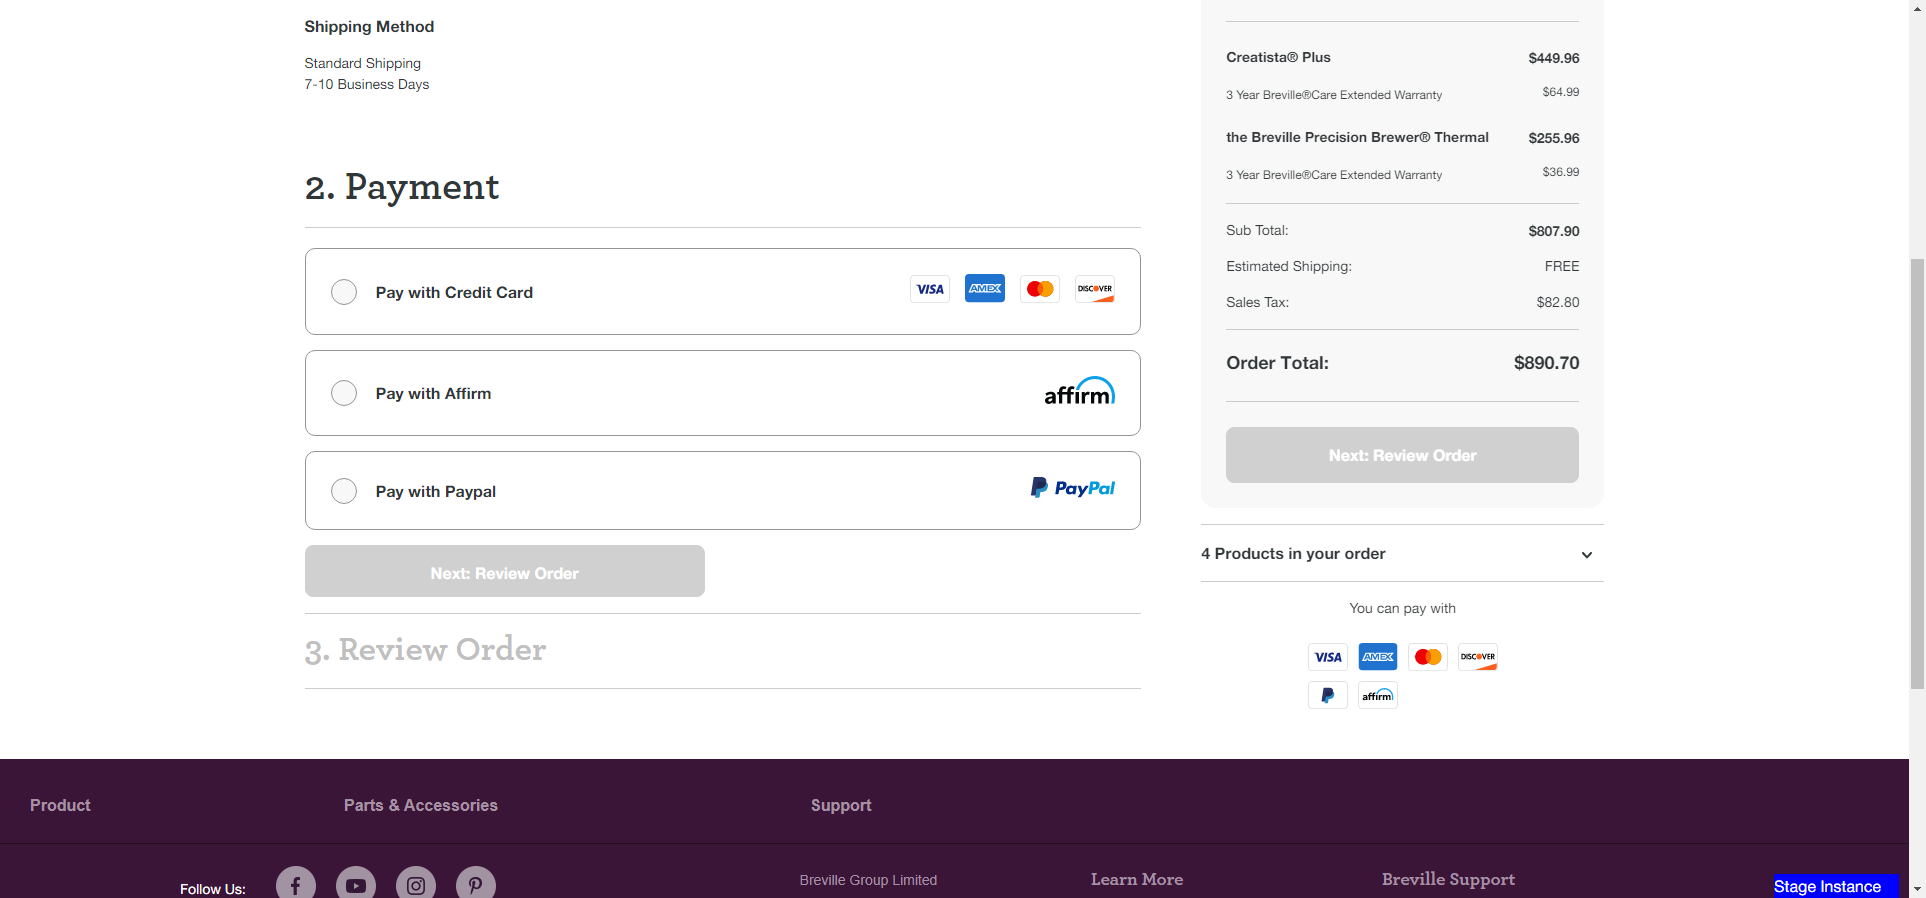 Shipping Method
Standard Shipping
7-10 Business Days
2. Payment
Pay with Credit Card
VISA
AMEX
DISCOVER
Pay with Affirm
affirm
Pay with Paypal
PayPal
Next: Review Order
3. Review Order
Creatista® Plus $449.96
3 Year Breville®Care Extended Warranty $64.99
the Breville Precision Brewer® Thermal $255.96
3 Year Breville®Care Extended Warranty $36.99
Sub Total: $807.90
Estimated Shipping: FREE
Sales Tax: $82.80
Order Total: $890.70
Next: Review Order
4 Products in your order
You can pay with
VISA
AMEX
DISCOVER
affirm
Product
Parts & Accessories
Support
Follow Us:
Breville Group Limited
Learn More
Breville Support
Stage Instance